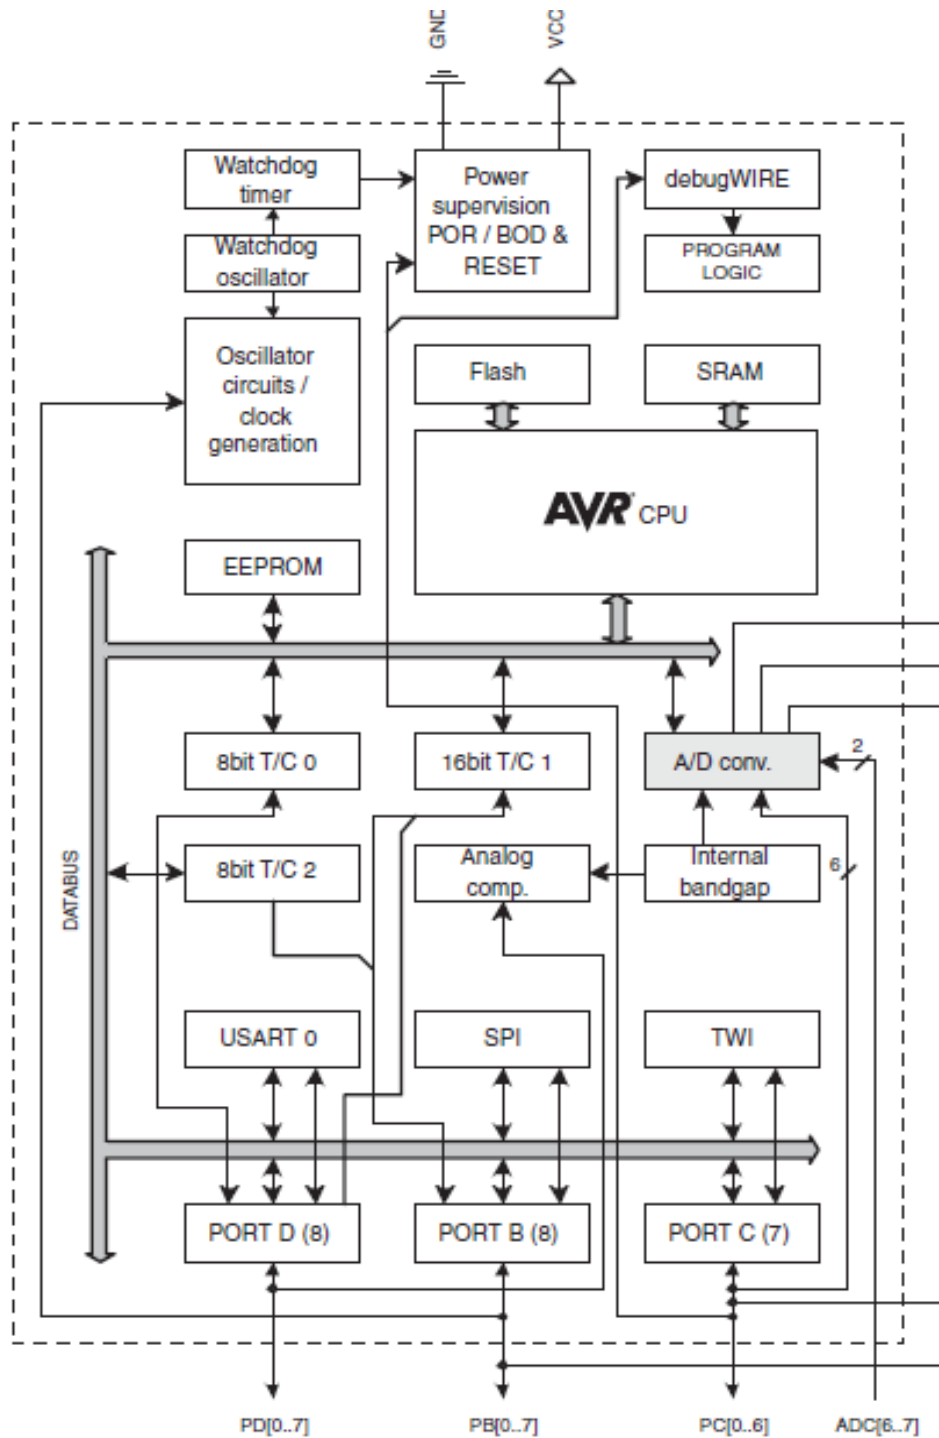 GND
VCC
Watchdog
timer
Power
supervision
POR / BOD &
RESET
debugWIRE
Watchdog
oscillator
PROGRAM
LOGIC
Oscillator
circuits /
clock
generation
Flash
SRAM
AVR CPU
EEPROM
8bit T/C 0
16bit T/C 1
A/D conv.
2
8bit T/C 2
Analog
comp.
Internal
bandgap
6
DATABUS
USART 0
SPI
TWI
PORT D (8)
PORT B (8)
PORT C (7)
PD[0..7]
PB[0..7]
PC[0..6]
ADC[6..7]